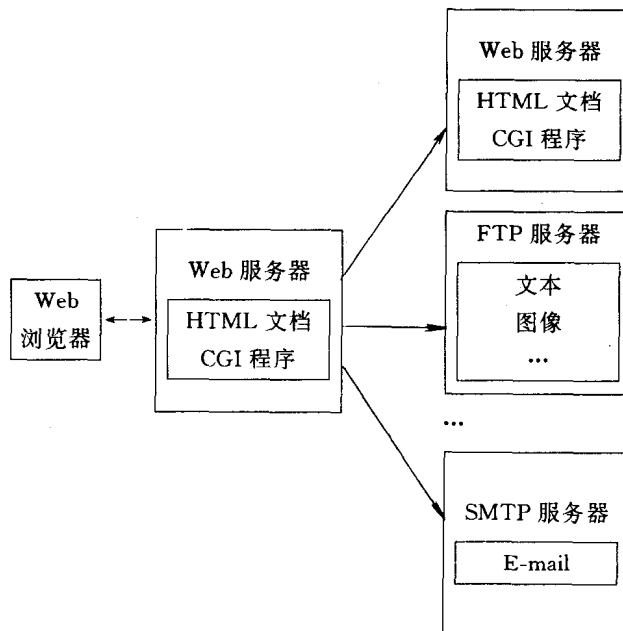 Web
浏览器
Web 服务器
HTML 文档
CGI 程序
Web 服务器
HTML 文档
CGI 程序
FTP 服务器
文本
图像
...
...
SMTP 服务器
E-mail